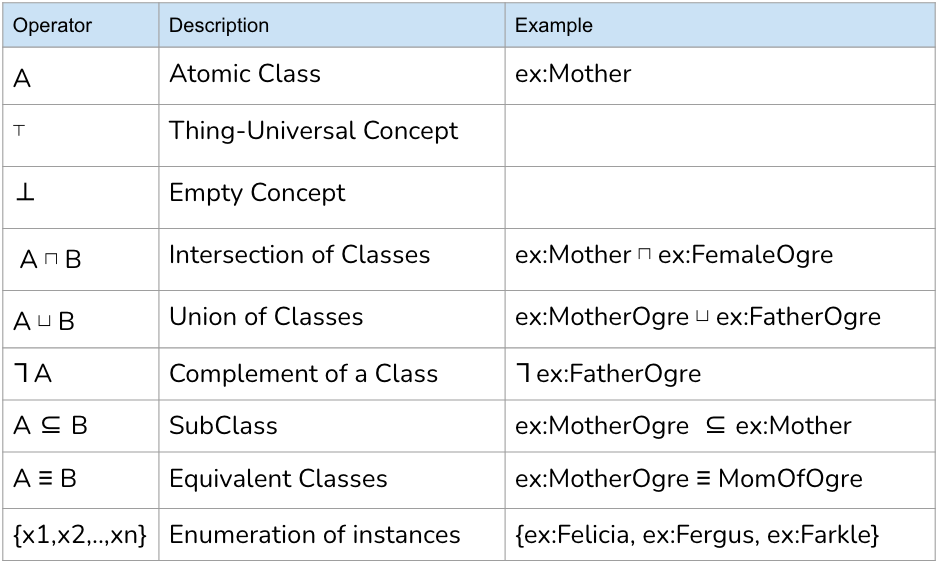 Operator Description Example
A Atomic Class ex:Mother
⊤ Thing-Universal Concept
⊥ Empty Concept
A ⊓ B Intersection of Classes ex:Mother ⊓ ex:FemaleOgre
A ⊔ B Union of Classes ex:MotherOgre ⊔ ex:FatherOgre
ꓶ A Complement of a Class ꓶ ex:FatherOgre
A ⊆ B SubClass ex:MotherOgre ⊆ ex:Mother
A ≡ B Equivalent Classes ex:MotherOgre ≡ MomOfOgre
{x1,x2,..,xn} Enumeration of instances {ex:Felicia, ex:Fergus, ex:Farkle}